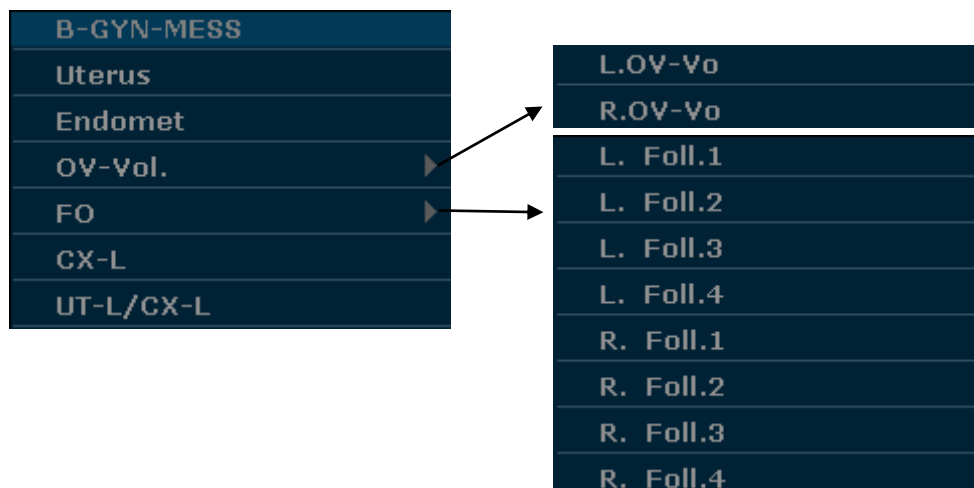 B-GYN-MESS
Uterus
Endomet
OV-Vol.
FO
CX-L
UT-L/CX-L
L.OV-Vo
R.OV-Vo
L. Foll.1
L. Foll.2
L. Foll.3
L. Foll.4
R. Foll.1
R. Foll.2
R. Foll.3
R. Foll.4